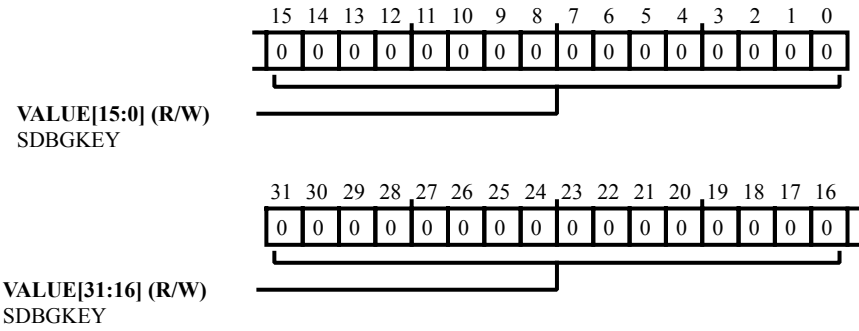 15 14 13 12 11 10 9 8 7 6 5 4 3 2 1 0
0 0 0 0 0 0 0 0 0 0 0 0 0 0 0 0
VALUE[15:0] (R/W)
SDBGKEY
31 30 29 28 27 26 25 24 23 22 21 20 19 18 17 16
0 0 0 0 0 0 0 0 0 0 0 0 0 0 0 0
VALUE[31:16] (R/W)
SDBGKEY